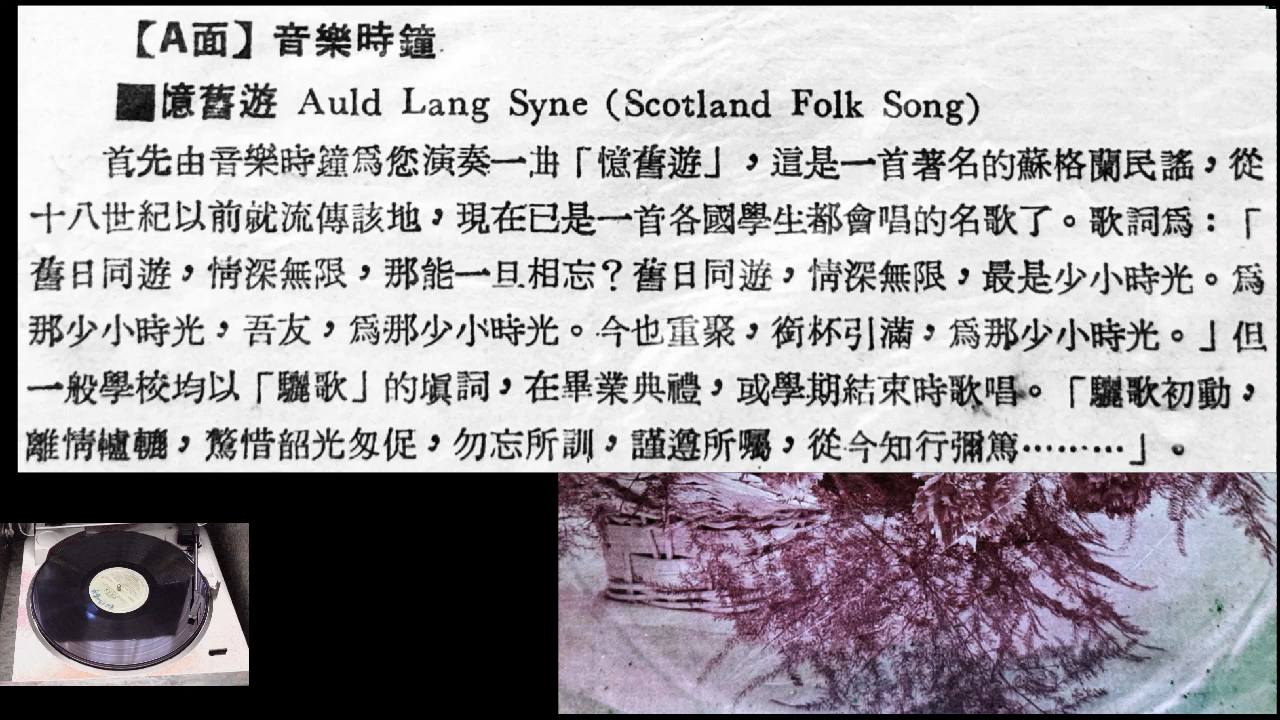 【A面】音樂時鐘
■憶舊遊 Auld Lang Syne (Scotland Folk Song)
首先由音樂時鐘爲您演奏一曲「憶舊遊」，這是一首著名的蘇格蘭民謠，從
十八世紀以前就流傳該地，現在已是一首各國學生都會唱的名歌了。歌詞爲：「
舊日同遊，情深無限，那能一旦相忘？舊日同遊，情深無限，最是少小時光。爲
那少小時光，吾友，爲那少小時光。今也重聚，銜杯引滿，爲那少小時光。」但
一般學校均以「驪歌」的塡詞，在畢業典禮，或學期結束時歌唱。「驪歌初動，
離情轆轤，驚惜韶光匆促，勿忘所訓，謹遵所囑，從今知行彌篤………」。